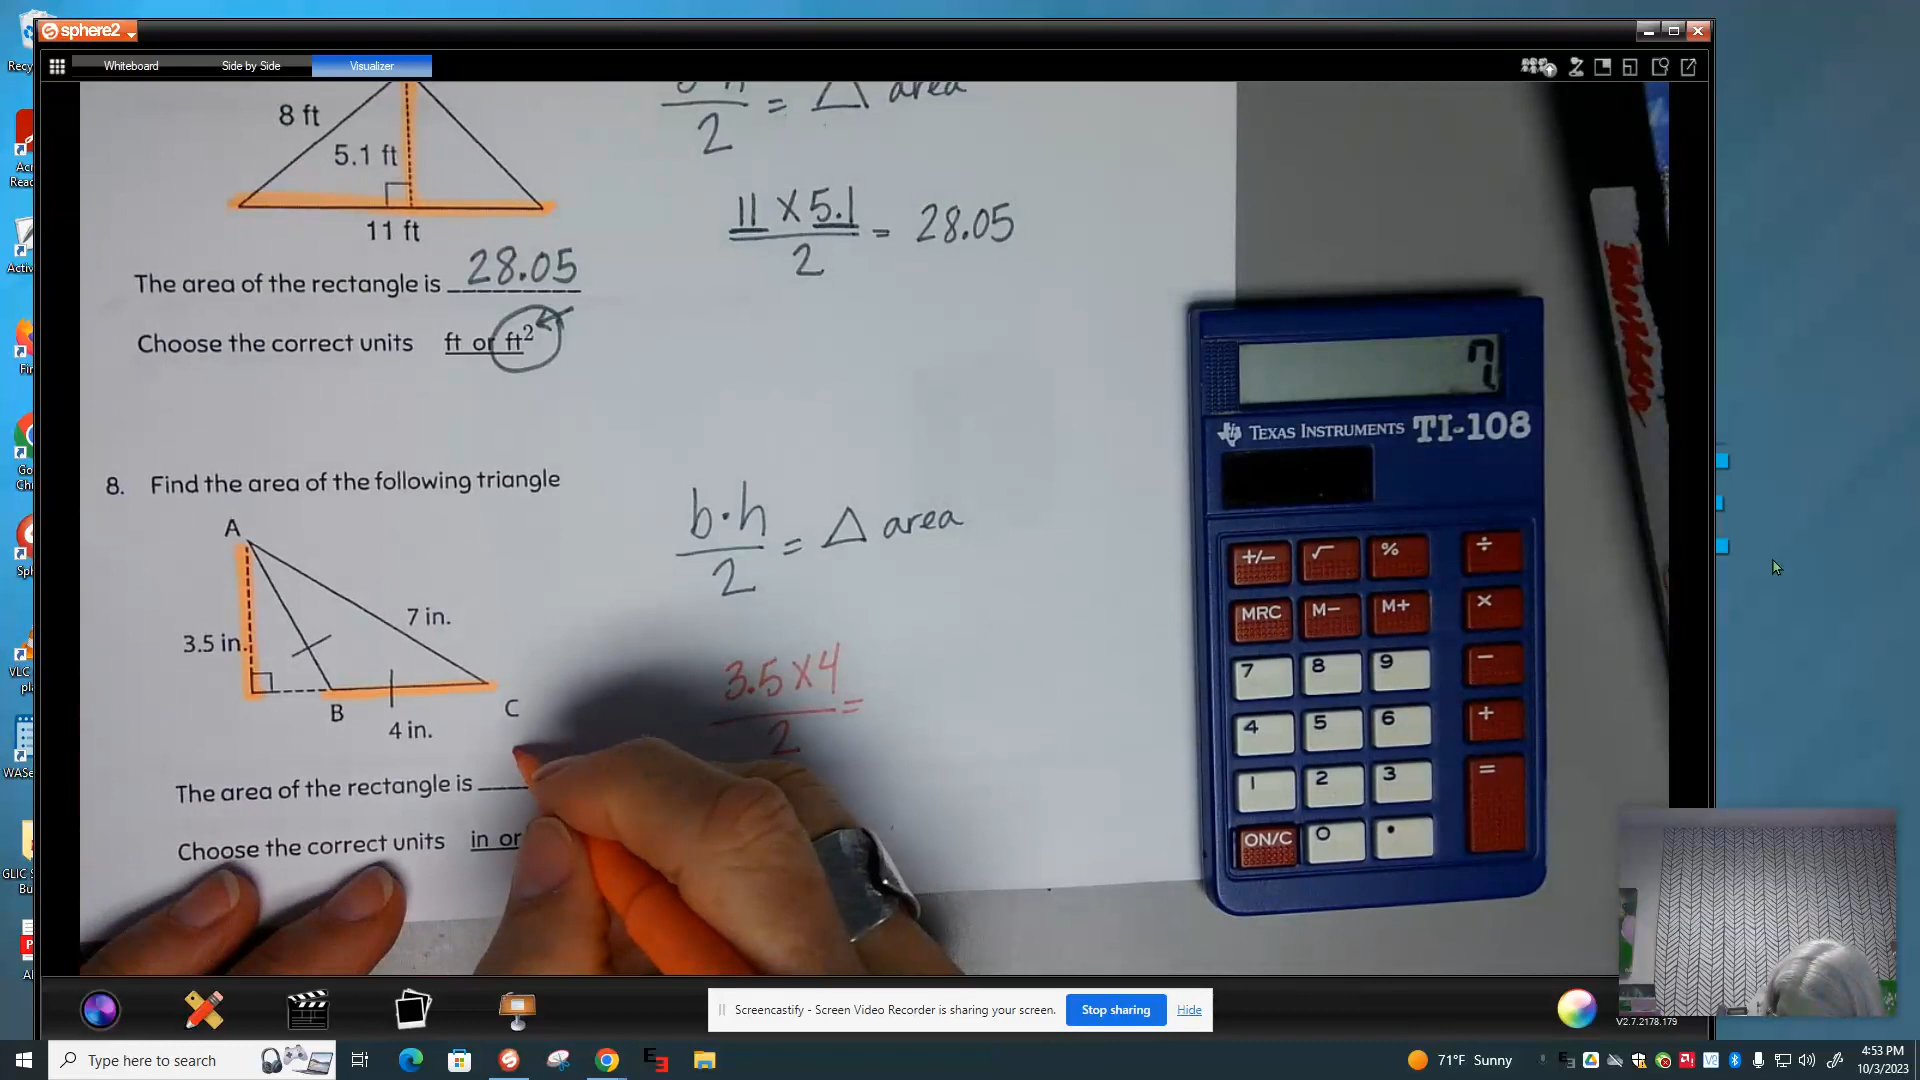 sphere2
Whiteboard
Side by Side
Visualizer
8 ft
5.1 ft
11 ft
2 = △ area
11 X 5.1 = 28.05
2
The area of the rectangle is 28.05
Choose the correct units ft or ft²
8. Find the area of the following triangle
A
7 in.
3.5 in.
B
C
4 in.
b·h = △ area
2
3.5 X 4 =
2
The area of the rectangle is
Choose the correct units in or
7
TEXAS INSTRUMENTS TI-108
+/- √ % ÷
MRC M− M+ ×
7 8 9 −
4 5 6 +
1 2 3 =
ON/C 0 .
Screencastify - Screen Video Recorder is sharing your screen.
Stop sharing
Hide
V2.7.2178.179
Type here to search
71°F Sunny
4:53 PM
10/3/2023